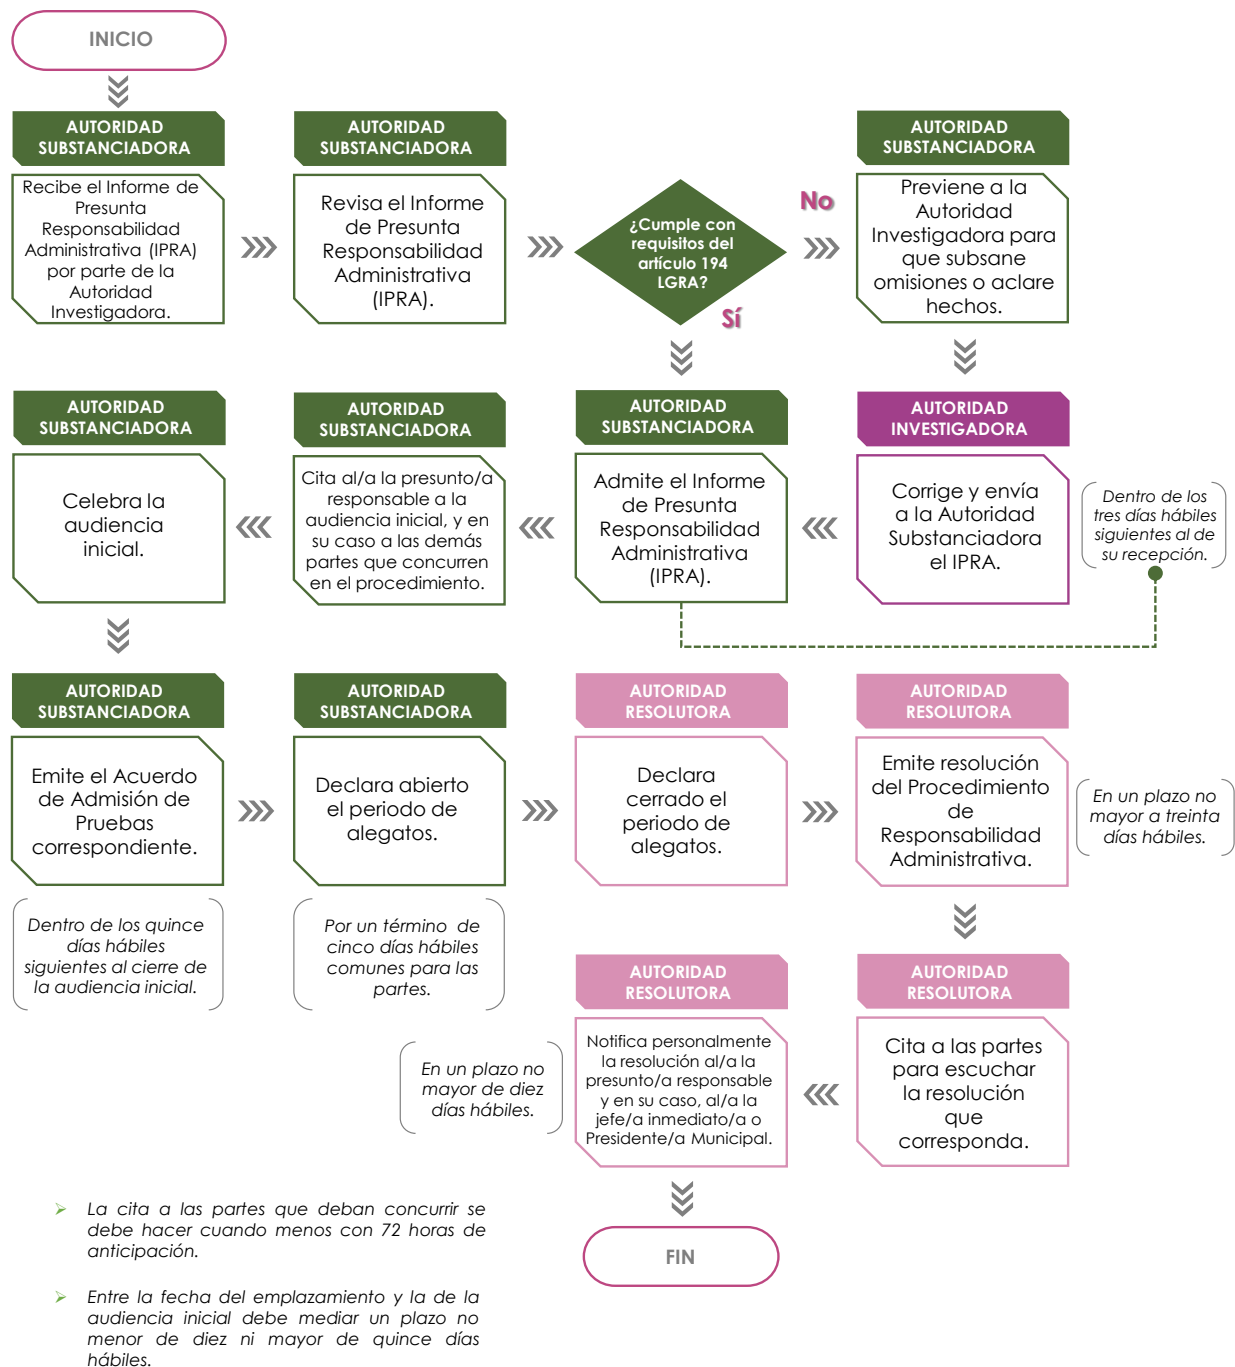 INICIO
AUTORIDAD
SUBSTANCIADORA
Recibe el Informe de
Presunta
Responsabilidad
Administrativa (IPRA)
por parte de la
Autoridad
Investigadora.
AUTORIDAD
SUBSTANCIADORA
Revisa el Informe
de Presunta
Responsabilidad
Administrativa
(IPRA).
¿Cumple con
requisitos del
artículo 194
LGRA?
No
Sí
AUTORIDAD
SUBSTANCIADORA
Previene a la
Autoridad
Investigadora para
que subsane
omisiones o aclare
hechos.
AUTORIDAD
INVESTIGADORA
Corrige y envía
a la Autoridad
Substanciadora
el IPRA.
Dentro de los
tres días hábiles
siguientes al de
su recepción.
AUTORIDAD
SUBSTANCIADORA
Admite el Informe
de Presunta
Responsabilidad
Administrativa
(IPRA).
AUTORIDAD
SUBSTANCIADORA
Cita al/a la presunto/a
responsable a la
audiencia inicial, y en
su caso a las demás
partes que concurren
en el procedimiento.
AUTORIDAD
SUBSTANCIADORA
Celebra la
audiencia
inicial.
AUTORIDAD
SUBSTANCIADORA
Emite el Acuerdo
de Admisión de
Pruebas
correspondiente.
Dentro de los quince
días hábiles
siguientes al cierre de
la audiencia inicial.
AUTORIDAD
SUBSTANCIADORA
Declara abierto
el periodo de
alegatos.
Por un término de
cinco días hábiles
comunes para las
partes.
AUTORIDAD
RESOLUTORA
Declara
cerrado el
periodo de
alegatos.
AUTORIDAD
RESOLUTORA
Emite resolución
del Procedimiento
de
Responsabilidad
Administrativa.
En un plazo no
mayor a treinta
días hábiles.
AUTORIDAD
RESOLUTORA
Cita a las partes
para escuchar
la resolución
que
corresponda.
AUTORIDAD
RESOLUTORA
Notifica personalmente
la resolución al/a la
presunto/a responsable
y en su caso, al/a la
jefe/a inmediato/a o
Presidente/a Municipal.
En un plazo no
mayor de diez
días hábiles.
FIN
La cita a las partes que deban concurrir se
debe hacer cuando menos con 72 horas de
anticipación.
Entre la fecha del emplazamiento y la de la
audiencia inicial debe mediar un plazo no
menor de diez ni mayor de quince días
hábiles.